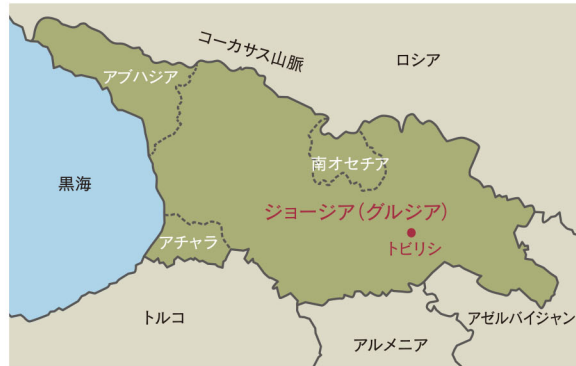 コーカサス山脈
ロシア
アブハジア
南オセチア
黒海
ジョージア(グルジア)
トビリシ
アチャラ
トルコ
アルメニア
アゼルバイジャン